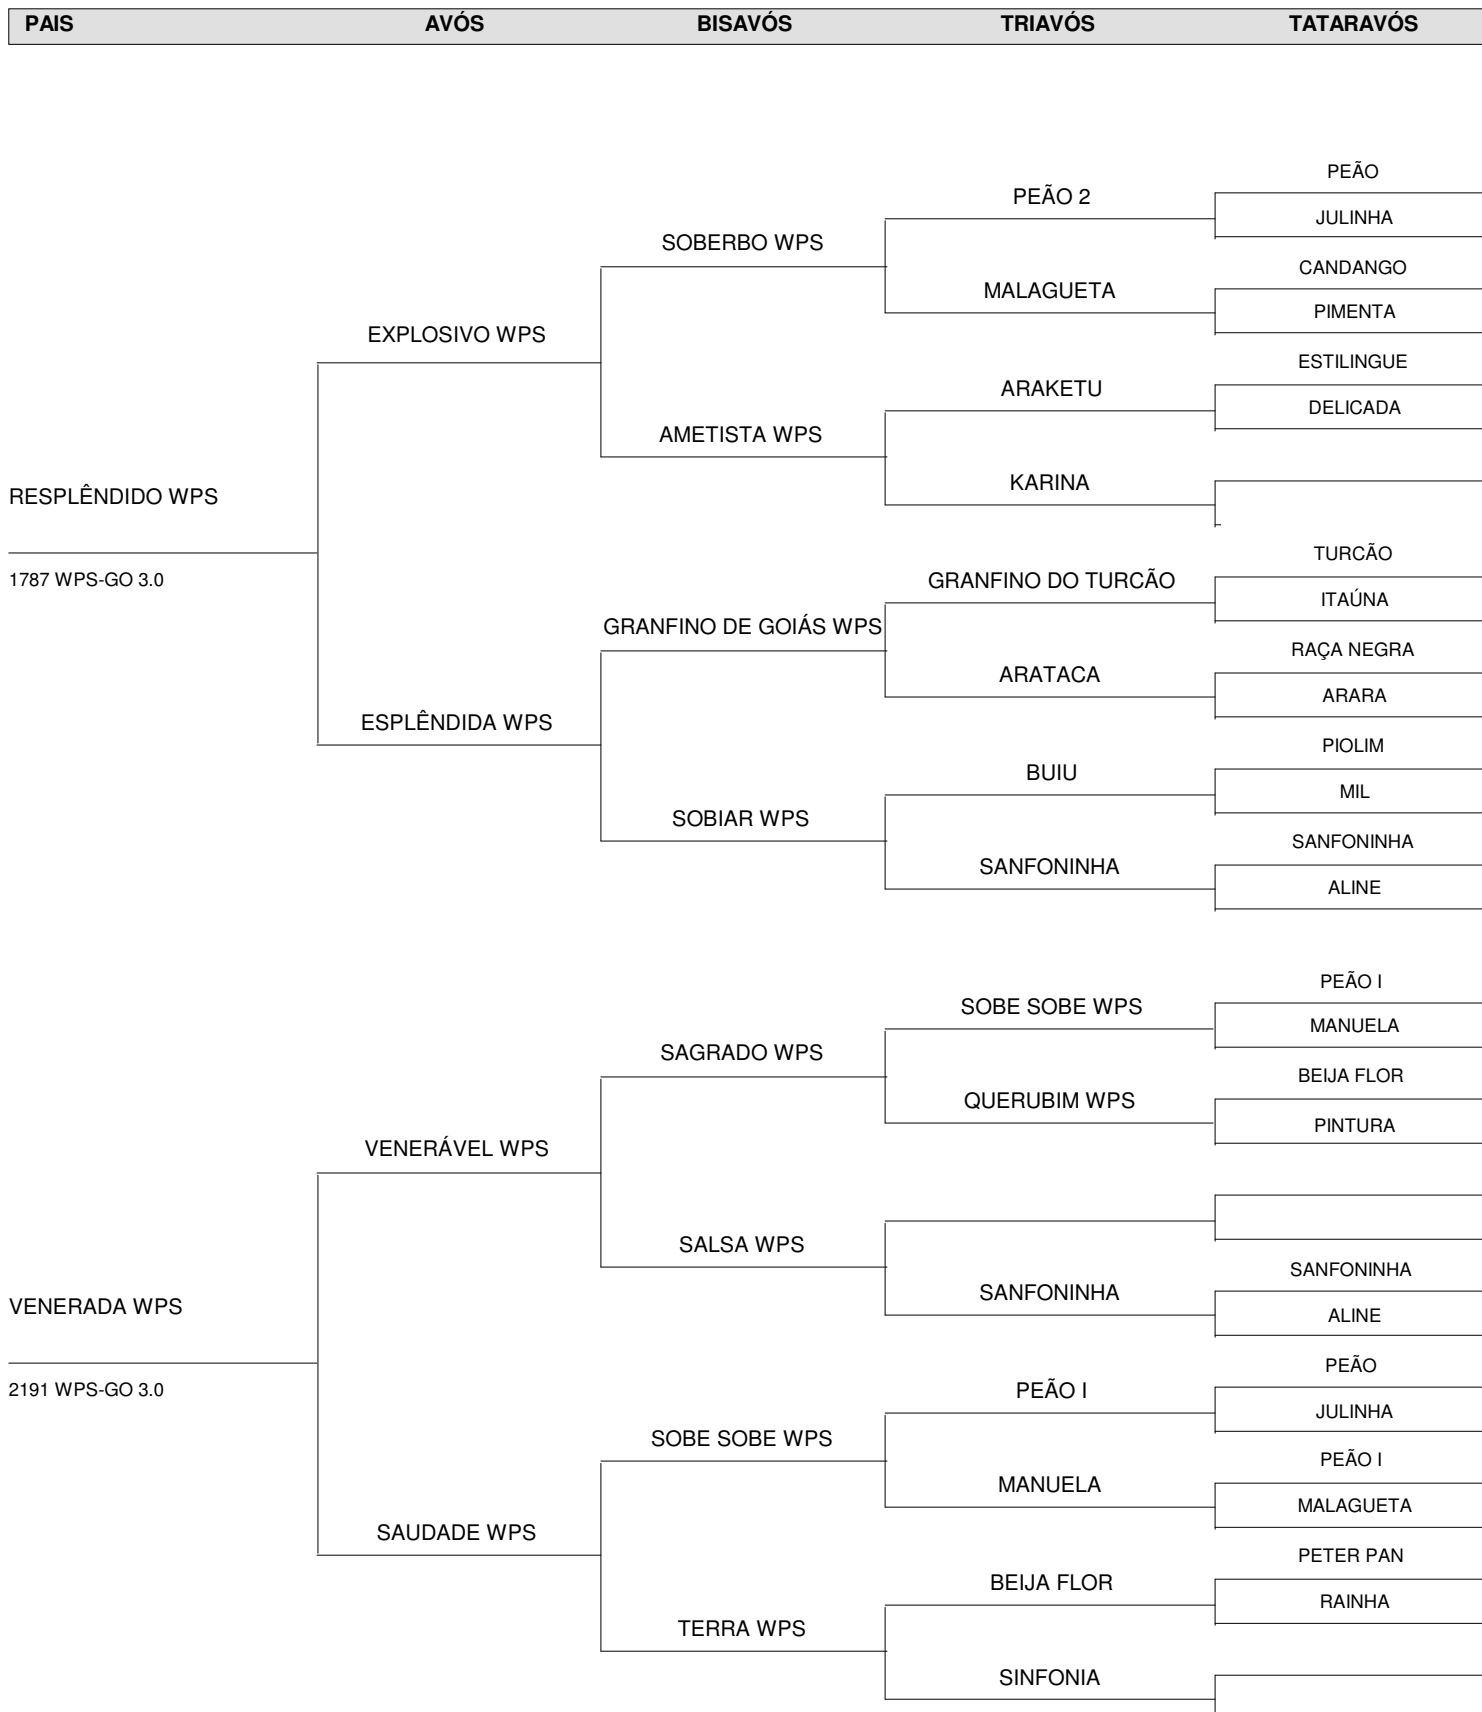 PAIS AVÓS BISAVÓS TRIAVÓS TATARAVÓS
PEÃO
PEÃO 2
JULINHA
SOBERBO WPS
CANDANGO
MALAGUETA
PIMENTA
EXPLOSIVO WPS
ESTILINGUE
ARAKETU
DELICADA
AMETISTA WPS
KARINA
RESPLÊNDIDO WPS
TURCÃO
1787 WPS-GO 3.0
GRANFINO DO TURCÃO
ITAÚNA
GRANFINO DE GOIÁS WPS
RAÇA NEGRA
ARATACA
ARARA
ESPLÊNDIDA WPS
PIOLIM
BUIU
MIL
SOBIAR WPS
SANFONINHA
SANFONINHA
ALINE
PEÃO I
SOBE SOBE WPS
MANUELA
SAGRADO WPS
BEIJA FLOR
QUERUBIM WPS
PINTURA
VENERÁVEL WPS
SALSA WPS
SANFONINHA
SANFONINHA
VENERADA WPS
ALINE
PEÃO
2191 WPS-GO 3.0
PEÃO I
JULINHA
SOBE SOBE WPS
PEÃO I
MANUELA
MALAGUETA
SAUDADE WPS
PETER PAN
BEIJA FLOR
RAINHA
TERRA WPS
SINFONIA